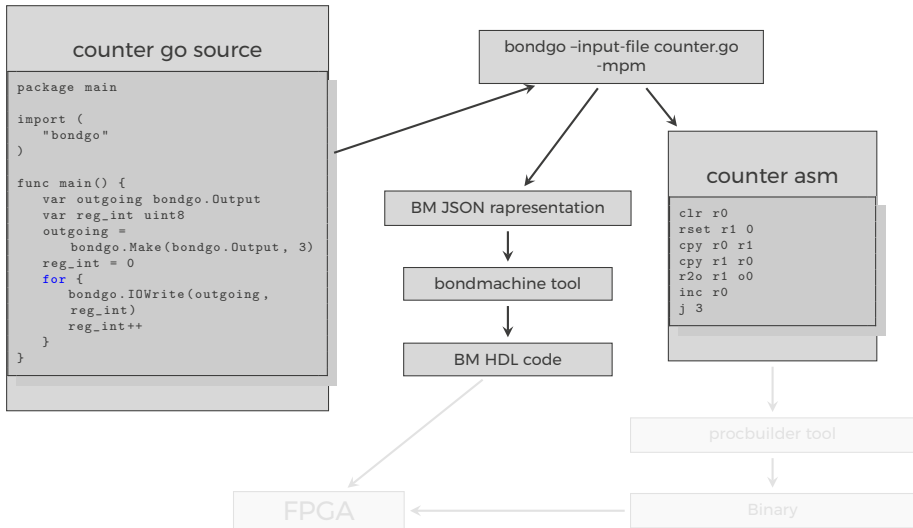 counter go source
package main
import (
"bondgo"
)
func main() {
var outgoing bondgo.Output
var reg_int uint8
outgoing =
bondgo.Make(bondgo.Output, 3)
reg_int = 0
for {
bondgo.IOWrite(outgoing,
reg_int)
reg_int++
}
}
bondgo –input-file counter.go
-mpm
BM JSON rapresentation
bondmachine tool
BM HDL code
counter asm
clr r0
rset r1 0
cpy r0 r1
cpy r1 r0
r2o r1 o0
inc r0
j 3
procbuilder tool
Binary
FPGA